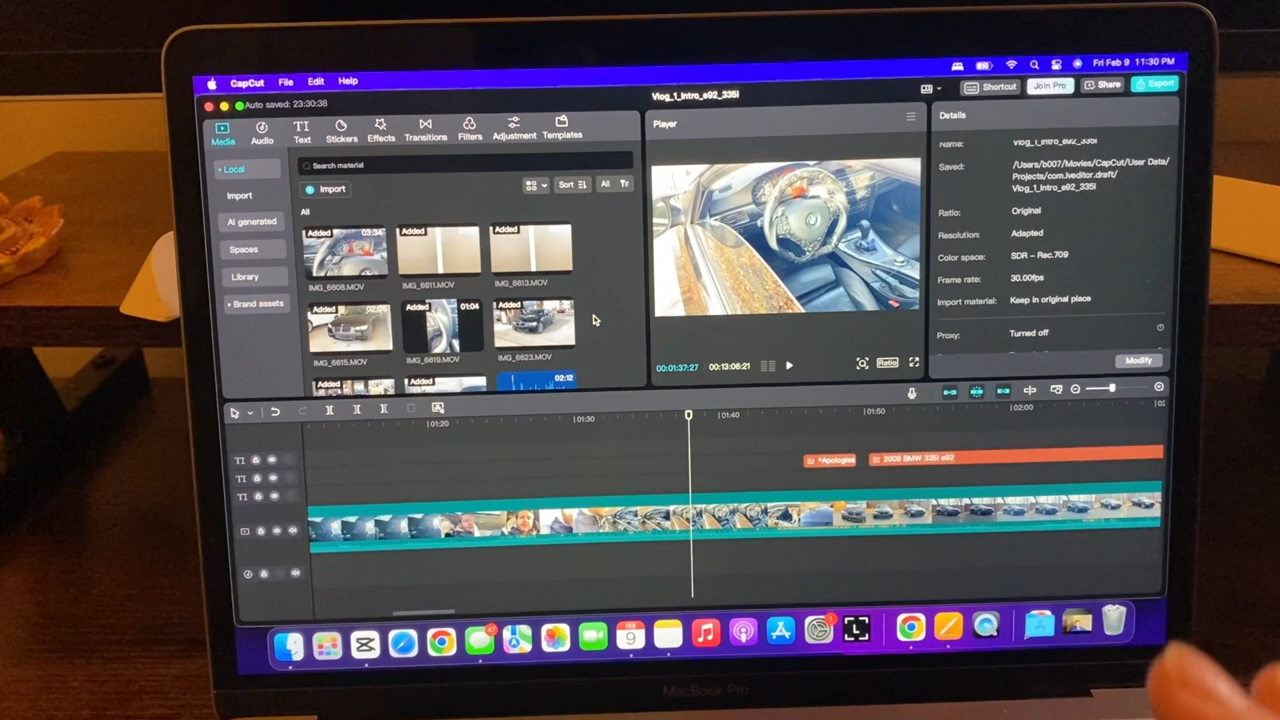 CapCut File Edit Help
Fri Feb 9 11:30 PM
Auto saved: 23:30:38
Vlog_1_Intro_e92_335i
Shortcut
Join Pro
Share
Export
Media Audio Text Stickers Effects Transitions Filters Adjustment Templates
Player
Details
Local
Import
AI generated
Spaces
Library
Brand assets
Search material
Import
Sort
All
All
Added 03:34
Added
Added
IMG_6608.MOV
IMG_6611.MOV
IMG_6613.MOV
Added 02:05
Added 01:04
Added
IMG_6615.MOV
IMG_6619.MOV
IMG_6623.MOV
Added
Added
02:12
00:01:37:27 / 00:13:06:21
Ratio
Name: Vlog_1_Intro_e92_335i
Saved: /Users/b007/Movies/CapCut/User Data/
Projects/com.lveditor.draft/
Vlog_1_Intro_e92_335i
Ratio: Original
Resolution: Adapted
Color space: SDR - Rec.709
Frame rate: 30.00fps
Import material: Keep in original place
Proxy: Turned off
Modify
01:20
01:30
01:40
01:50
02:00
*Apologies
2008 BMW 335i e92
FEB
9
MacBook Pro